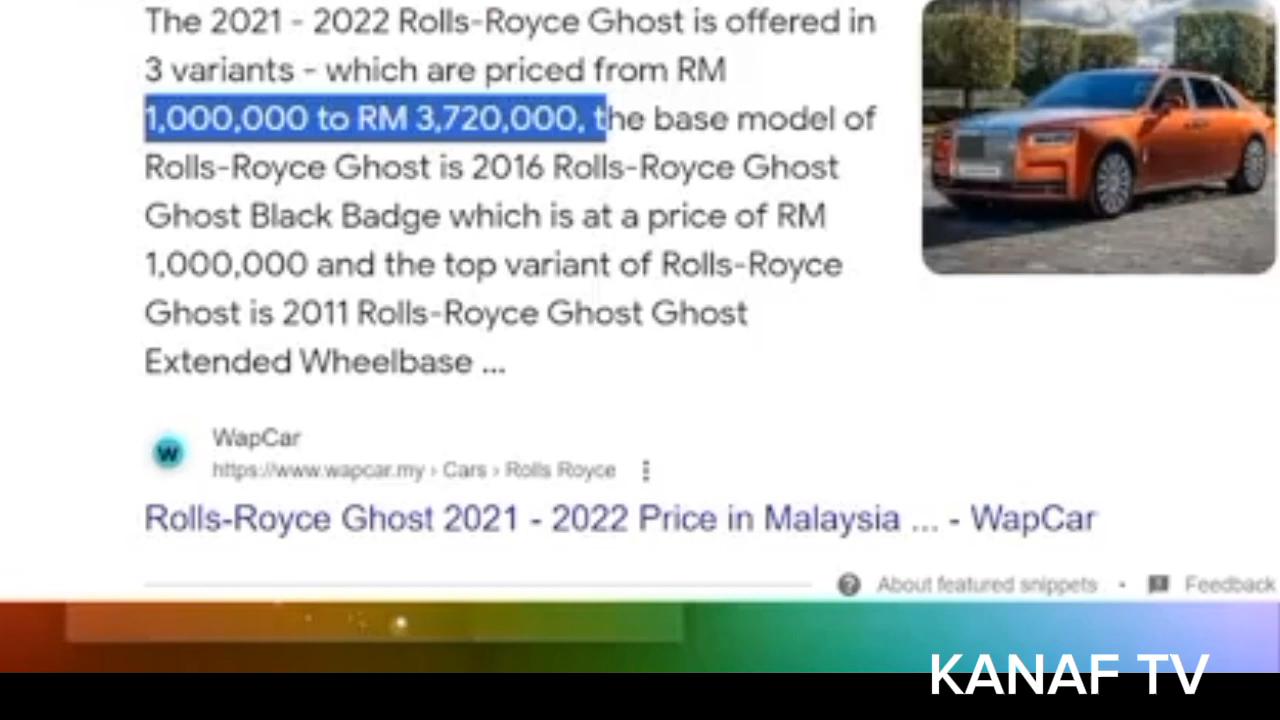 The 2021 - 2022 Rolls-Royce Ghost is offered in
3 variants - which are priced from RM
1,000,000 to RM 3,720,000, the base model of
Rolls-Royce Ghost is 2016 Rolls-Royce Ghost
Ghost Black Badge which is at a price of RM
1,000,000 and the top variant of Rolls-Royce
Ghost is 2011 Rolls-Royce Ghost Ghost
Extended Wheelbase ...
W
WapCar
https://www.wapcar.my › Cars › Rolls Royce
Rolls-Royce Ghost 2021 - 2022 Price in Malaysia ... - WapCar
About featured snippets • Feedback
KANAF TV